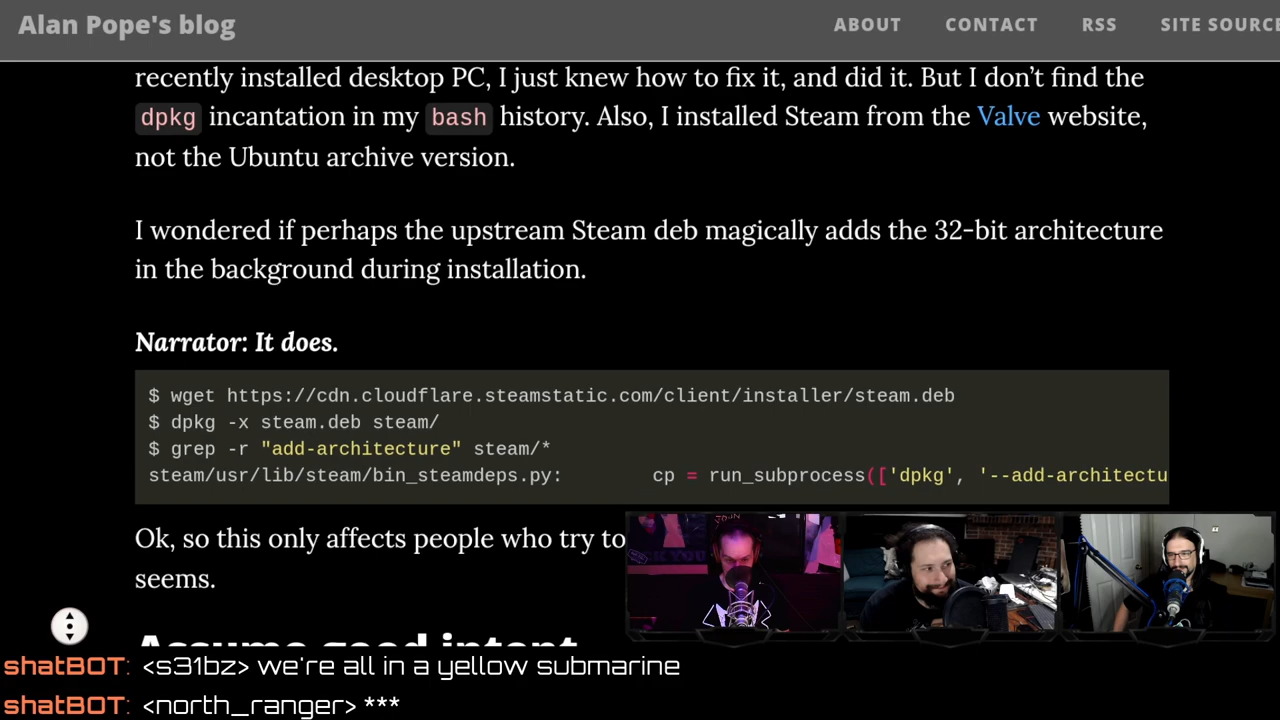 Alan Pope's blog
ABOUT CONTACT RSS SITE SOURCE
recently installed desktop PC, I just knew how to fix it, and did it. But I don’t find the
dpkg incantation in my bash history. Also, I installed Steam from the Valve website,
not the Ubuntu archive version.
I wondered if perhaps the upstream Steam deb magically adds the 32-bit architecture
in the background during installation.
Narrator: It does.
$ wget https://cdn.cloudflare.steamstatic.com/client/installer/steam.deb
$ dpkg -x steam.deb steam/
$ grep -r "add-architecture" steam/*
steam/usr/lib/steam/bin_steamdeps.py: cp = run_subprocess(['dpkg', '--add-architectu
Ok, so this only affects people who try to
seems.
Assume good intent
shatBOT: <s31bz> we're all in a yellow submarine
shatBOT: <north_ranger> ***